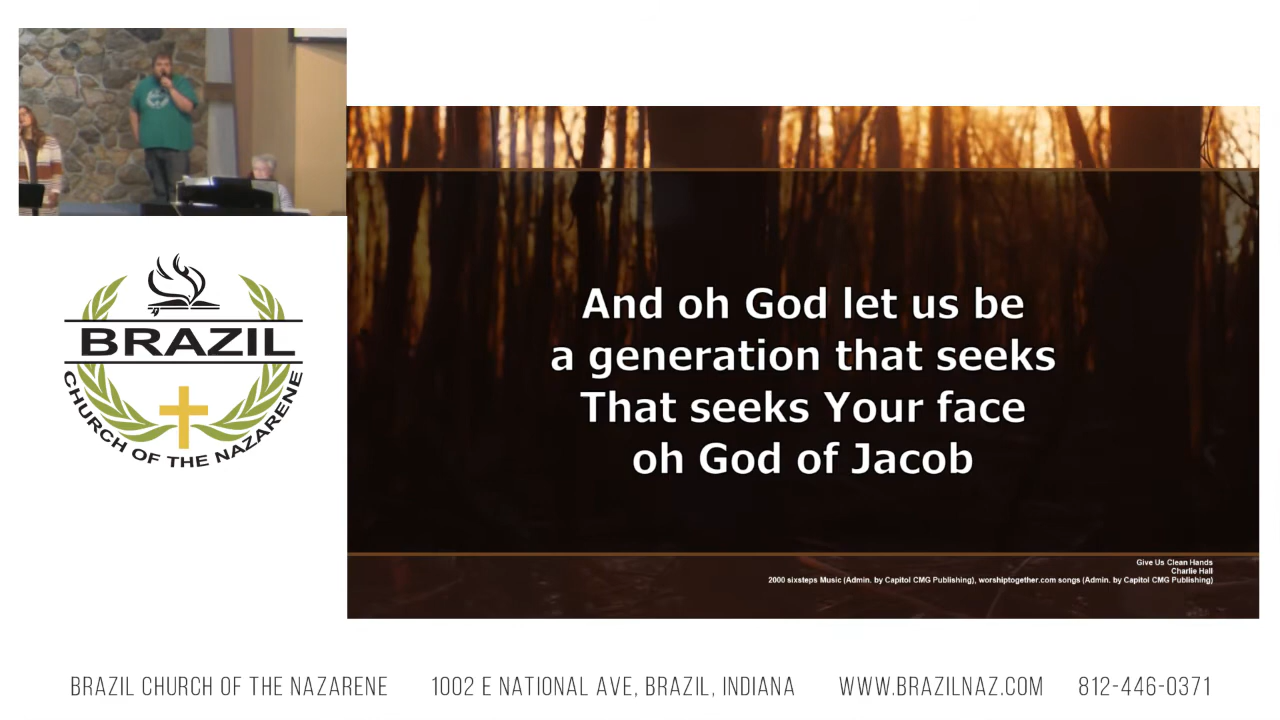 BRAZIL
CHURCH OF THE NAZARENE
And oh God let us be
a generation that seeks
That seeks Your face
oh God of Jacob
Give Us Clean Hands
Charlie Hall
2000 sixsteps Music (Admin. by Capitol CMG Publishing), worshiptogether.com songs (Admin. by Capitol CMG Publishing)
BRAZIL CHURCH OF THE NAZARENE 1002 E NATIONAL AVE, BRAZIL, INDIANA WWW.BRAZILNAZ.COM 812-446-0371